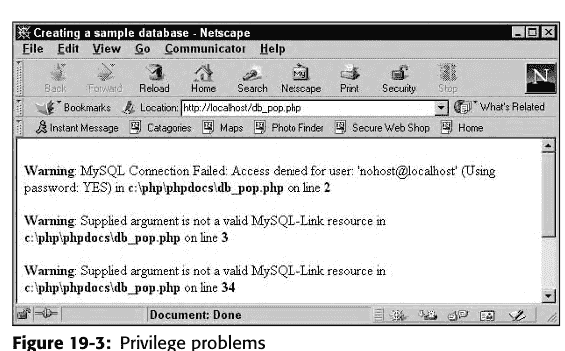 Creating a sample database - Netscape
File Edit View Go Communicator Help
Back Forward Reload Home Search Netscape Print Security Stop
N
Bookmarks Location: http://localhost/db_pop.php What's Related
Instant Message Catagories Maps Photo Finder Secure Web Shop Home
Warning: MySQL Connection Failed: Access denied for user: 'nohost@localhost' (Using
password: YES) in c:\php\phpdocs\db_pop.php on line 2
Warning: Supplied argument is not a valid MySQL-Link resource in
c:\php\phpdocs\db_pop.php on line 3
Warning: Supplied argument is not a valid MySQL-Link resource in
c:\php\phpdocs\db_pop.php on line 34
Document: Done
Figure 19-3: Privilege problems